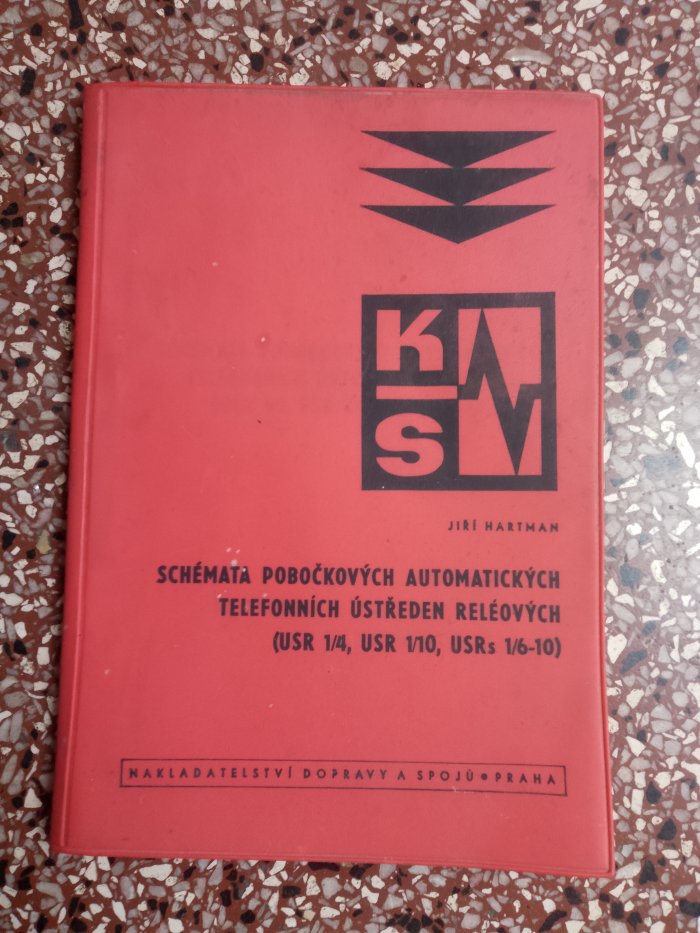 K
S
JIŘÍ HARTMAN
SCHÉMATA POBOČKOVÝCH AUTOMATICKÝCH
TELEFONNÍCH ÚSTŘEDEN RELÉOVÝCH
(USR 1/4, USR 1/10, USRs 1/6-10)
NAKLADATELSTVÍ DOPRAVY A SPOJŮ • PRAHA